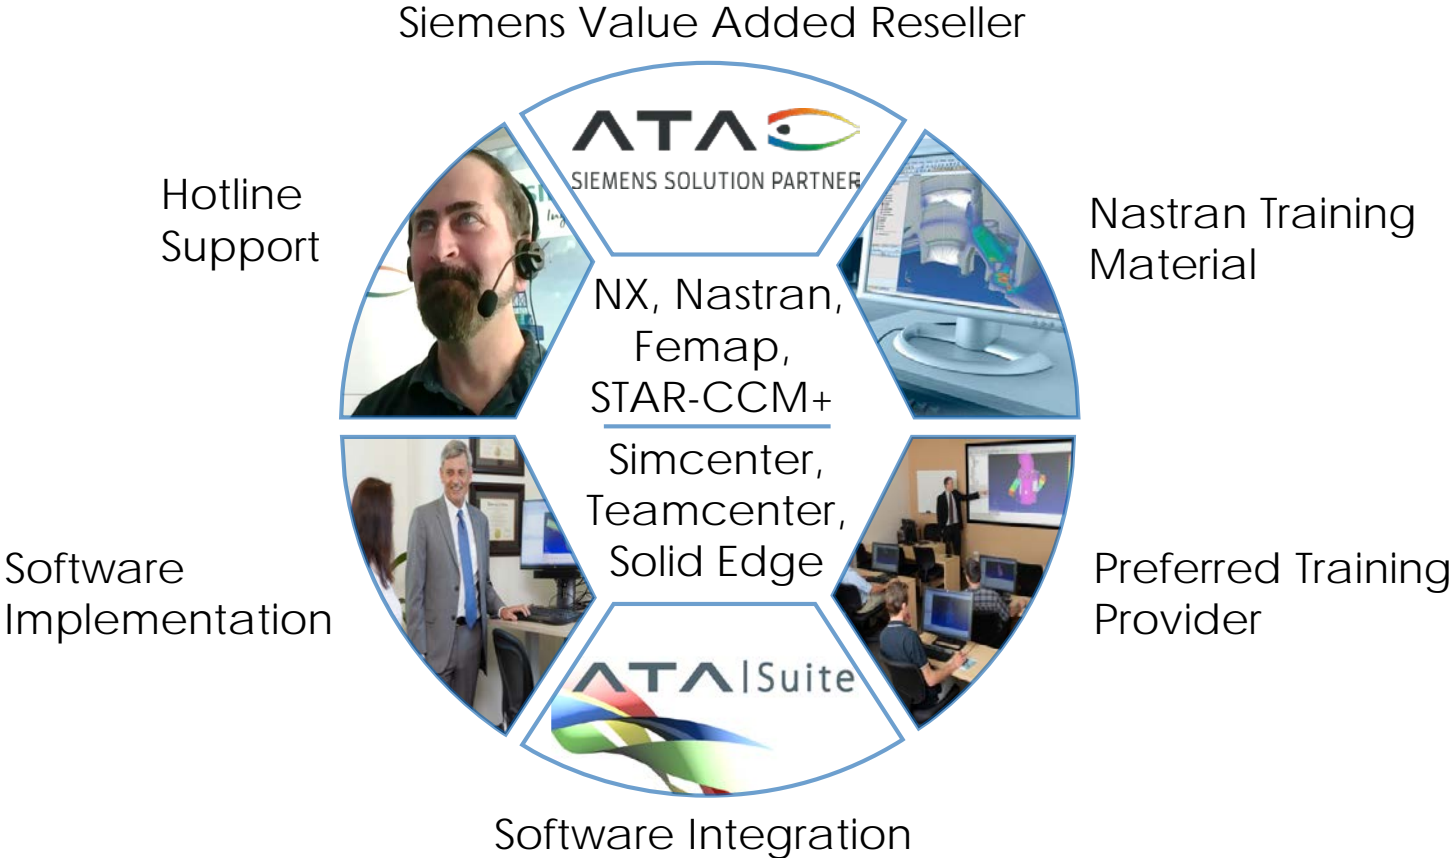 Siemens Value Added Reseller
ATA
SIEMENS SOLUTION PARTNER
Hotline
Support
Nastran Training
Material
NX, Nastran,
Femap,
STAR-CCM+
Simcenter,
Teamcenter,
Solid Edge
Software
Implementation
Preferred Training
Provider
ATA|Suite
Software Integration